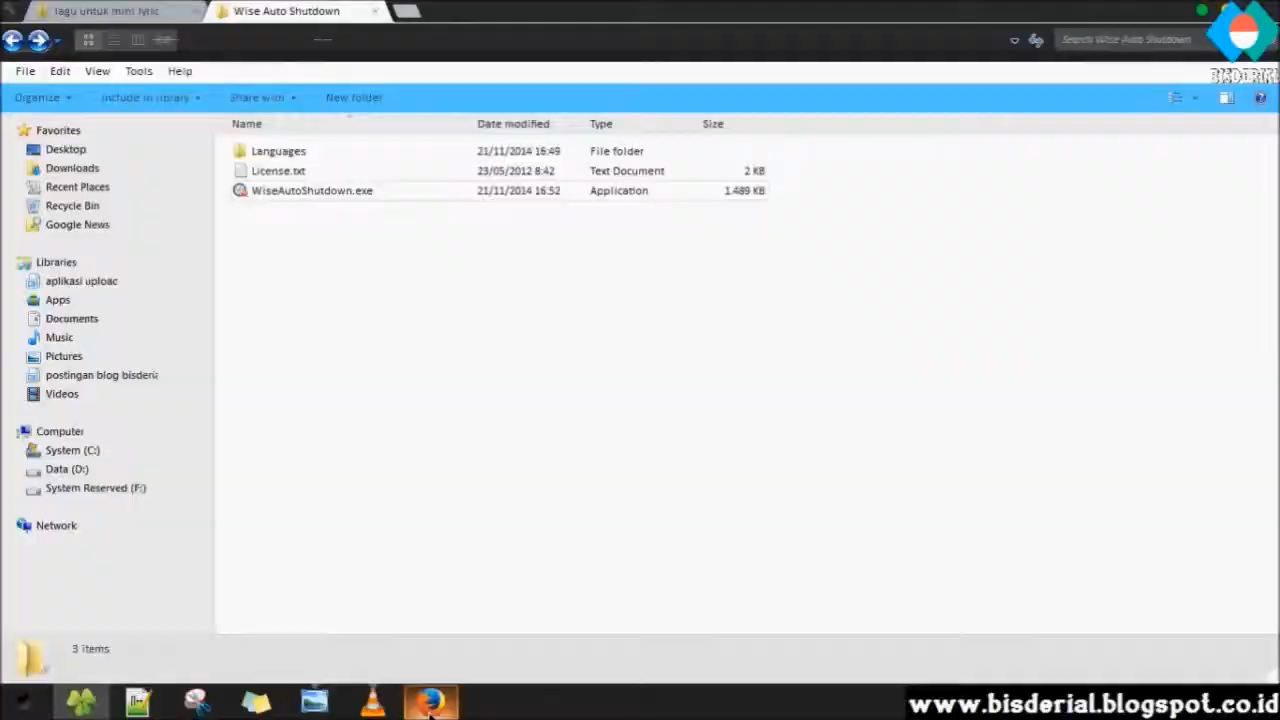 lagu untuk mini lyric
Wise Auto Shutdown
Search Wise Auto Shutdown
File Edit View Tools Help
BISDERIAL
Organize Include in library Share with New folder
Name Date modified Type Size
Favorites
Desktop
Downloads
Recent Places
Recycle Bin
Google News
Libraries
aplikasi upload
Apps
Documents
Music
Pictures
postingan blog bisderia
Videos
Computer
System (C:)
Data (D:)
System Reserved (F:)
Network
Languages 21/11/2014 16:49 File folder
License.txt 23/05/2012 8:42 Text Document 2 KB
WiseAutoShutdown.exe 21/11/2014 16:52 Application 1.489 KB
3 items
www.bisderial.blogspot.co.id